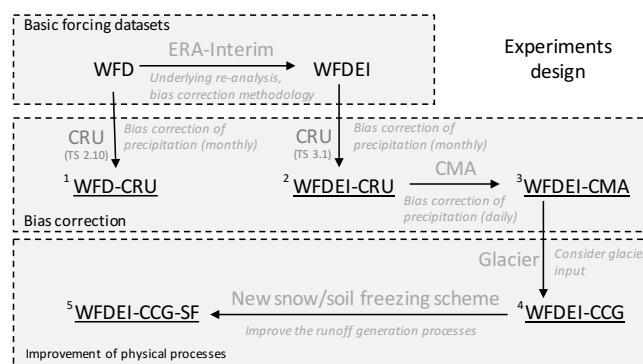 Basic forcing datasets
ERA-Interim
WFD
WFDEI
Underlying re-analysis,
bias correction methodology
Experiments
design
CRU
(TS 2.10)
Bias correction of
precipitation (monthly)
CRU
(TS 3.1)
Bias correction of
precipitation (monthly)
CMA
1 WFD-CRU
2 WFDEI-CRU
3 WFDEI-CMA
Bias correction of
precipitation (daily)
Bias correction
Glacier
Consider glacier
input
New snow/soil freezing scheme
5 WFDEI-CCG-SF
4 WFDEI-CCG
Improve the runoff generation processes
Improvement of physical processes